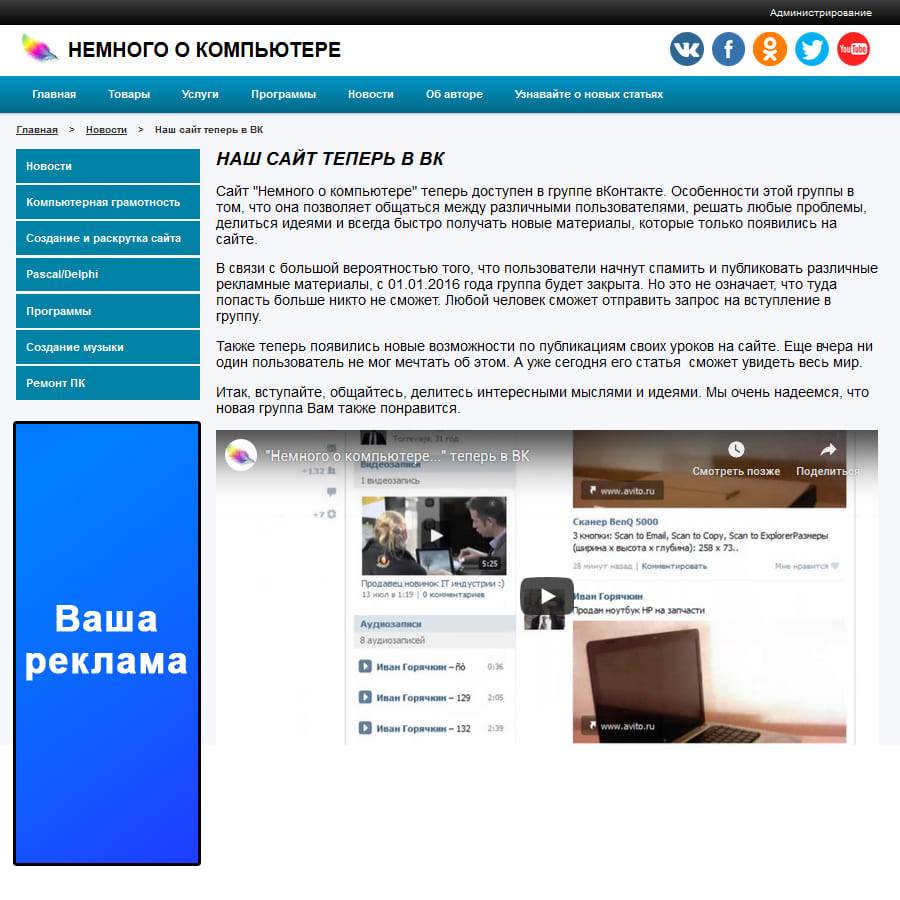 Администрирование
НЕМНОГО О КОМПЬЮТЕРЕ
You Tube
Главная Товары Услуги Программы Новости Об авторе Узнавайте о новых статьях
Главная > Новости > Наш сайт теперь в ВК
Новости
Компьютерная грамотность
Создание и раскрутка сайта
Pascal/Delphi
Программы
Создание музыки
Ремонт ПК
Ваша
реклама
НАШ САЙТ ТЕПЕРЬ В ВК
Сайт "Немного о компьютере" теперь доступен в группе вКонтакте. Особенности этой группы в
том, что она позволяет общаться между различными пользователями, решать любые проблемы,
делиться идеями и всегда быстро получать новые материалы, которые только появились на
сайте.
В связи с большой вероятностью того, что пользователи начнут спамить и публиковать различные
рекламные материалы, с 01.01.2016 года группа будет закрыта. Но это не означает, что туда
попасть больше никто не сможет. Любой человек сможет отправить запрос на вступление в
группу.
Также теперь появились новые возможности по публикациям своих уроков на сайте. Еще вчера ни
один пользователь не мог мечтать об этом. А уже сегодня его статья сможет увидеть весь мир.
Итак, вступайте, общайтесь, делитесь интересными мыслями и идеями. Мы очень надеемся, что
новая группа Вам также понравится.
"Немного о компьютере..." теперь в ВК
Смотреть позже Поделиться
Torrevieja, 31 год
+132
+7
Видеозаписи
1 видеозапись
5:25
Продавец новинок IT индустрии :)
13 июл в 1:19 | 0 комментариев
Аудиозаписи
8 аудиозаписей
Иван Горячкин – ñò 0:36
Иван Горячкин – 129 2:05
Иван Горячкин – 132 2:39
www.avito.ru
Сканер BenQ 5000
3 кнопки: Scan to Email, Scan to Copy, Scan to ExplorerРазмеры
(ширина x высота x глубина): 258 x 73..
28 минут назад | Комментировать Мне нравится
Иван Горячкин
Продан ноутбук HP на запчасти
www.avito.ru